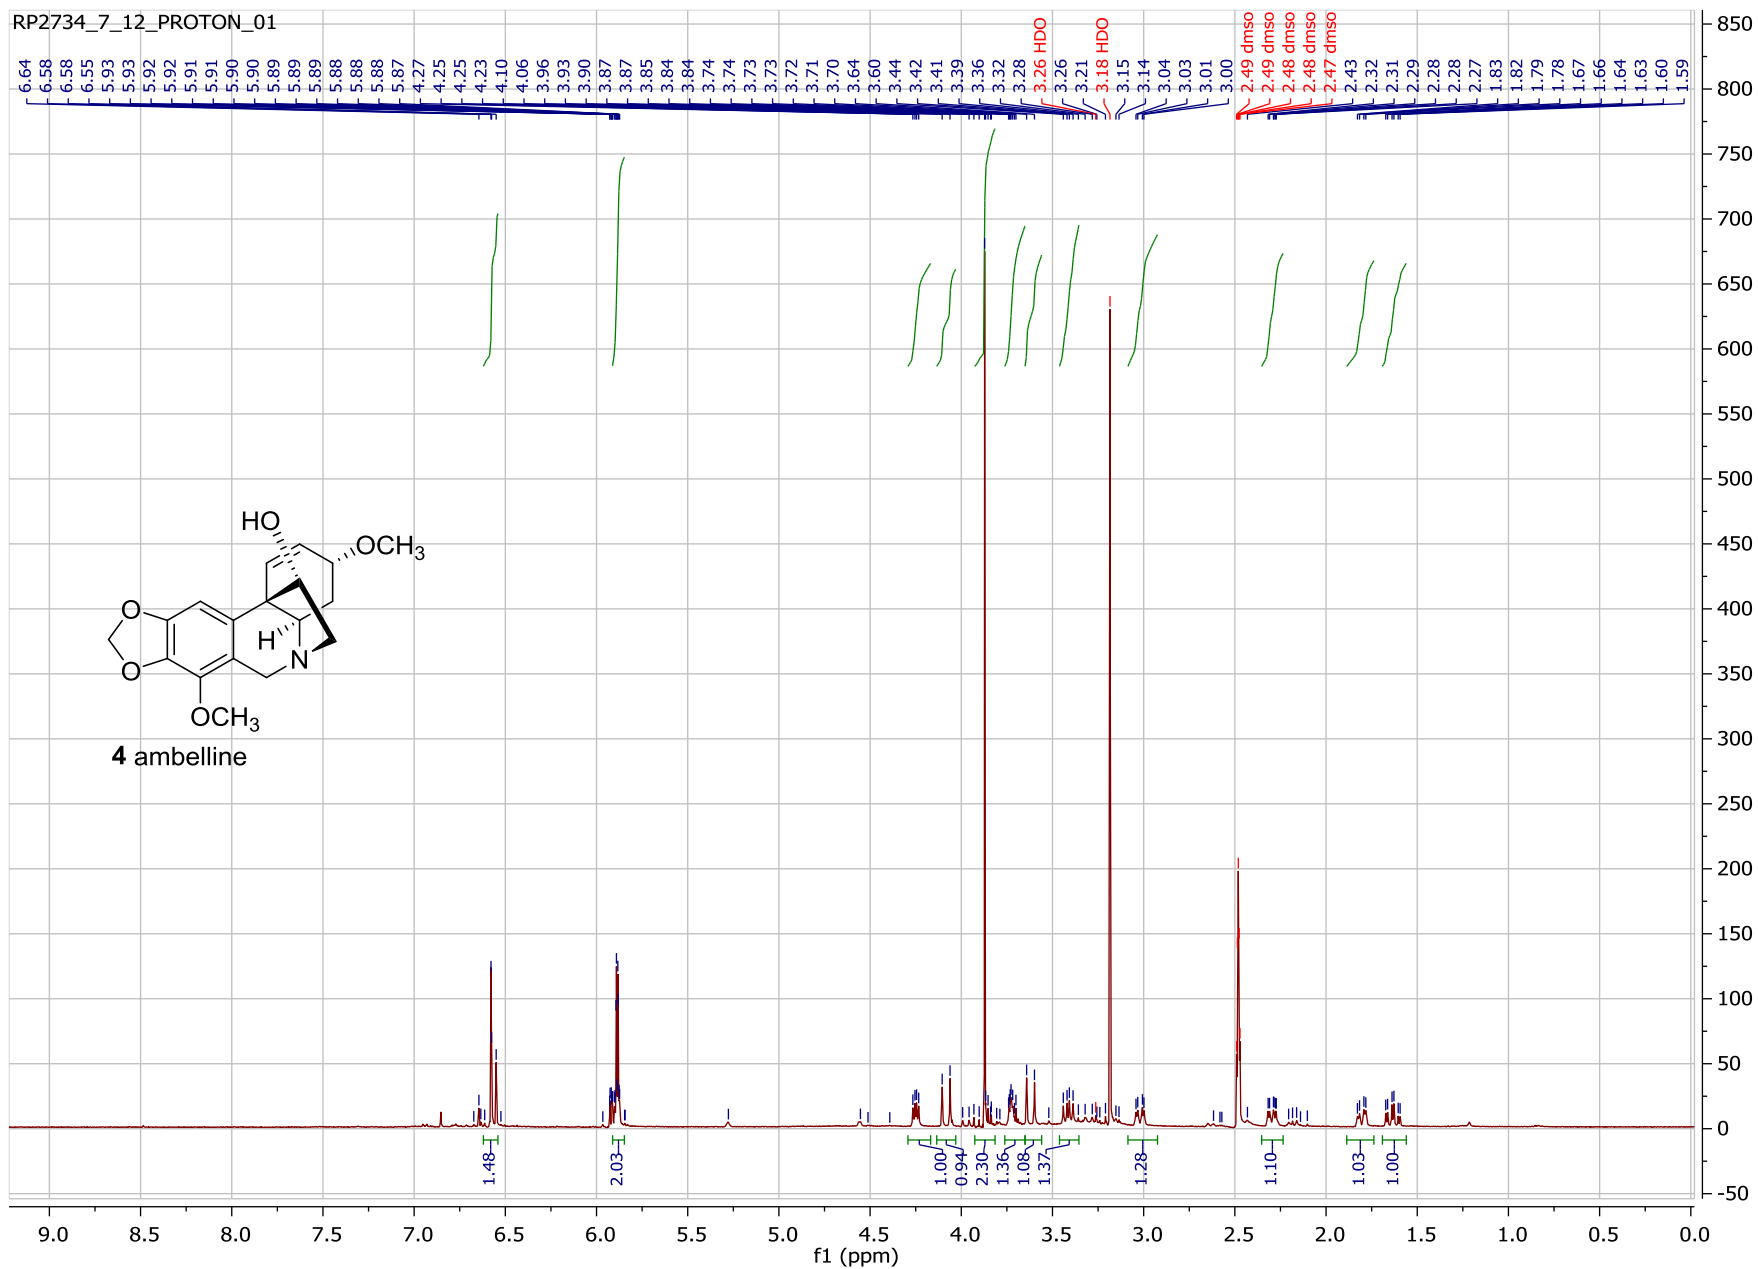 RP2734_7_12_PROTON_01
6.64 6.58 6.58 6.55 5.93 5.93 5.92 5.92 5.91 5.91 5.90 5.90 5.89 5.89 5.89 5.88 5.88 5.88 5.87 4.27 4.25 4.25 4.23 4.10 4.06 3.96 3.93 3.90 3.87 3.87 3.85 3.84 3.84 3.74 3.74 3.73 3.73 3.72 3.71 3.70 3.64 3.60 3.44 3.42 3.41 3.39 3.36 3.32 3.28 3.26 HDO 3.26 3.21 3.18 HDO 3.15 3.14 3.04 3.03 3.01 3.00 2.49 dmso 2.49 dmso 2.48 dmso 2.48 dmso 2.47 dmso 2.43 2.32 2.31 2.29 2.28 2.28 2.27 1.83 1.82 1.79 1.78 1.67 1.66 1.64 1.63 1.60 1.59
850
800
750
700
650
600
550
500
450
400
350
300
250
200
150
100
50
0
-50
HO
OCH3
O
H
N
O
OCH3
4 ambelline
1.48 2.03 1.00 0.94 2.30 1.36 1.08 1.37 1.28 1.10 1.03 1.00
9.0 8.5 8.0 7.5 7.0 6.5 6.0 5.5 5.0 4.5 4.0 3.5 3.0 2.5 2.0 1.5 1.0 0.5 0.0
f1 (ppm)